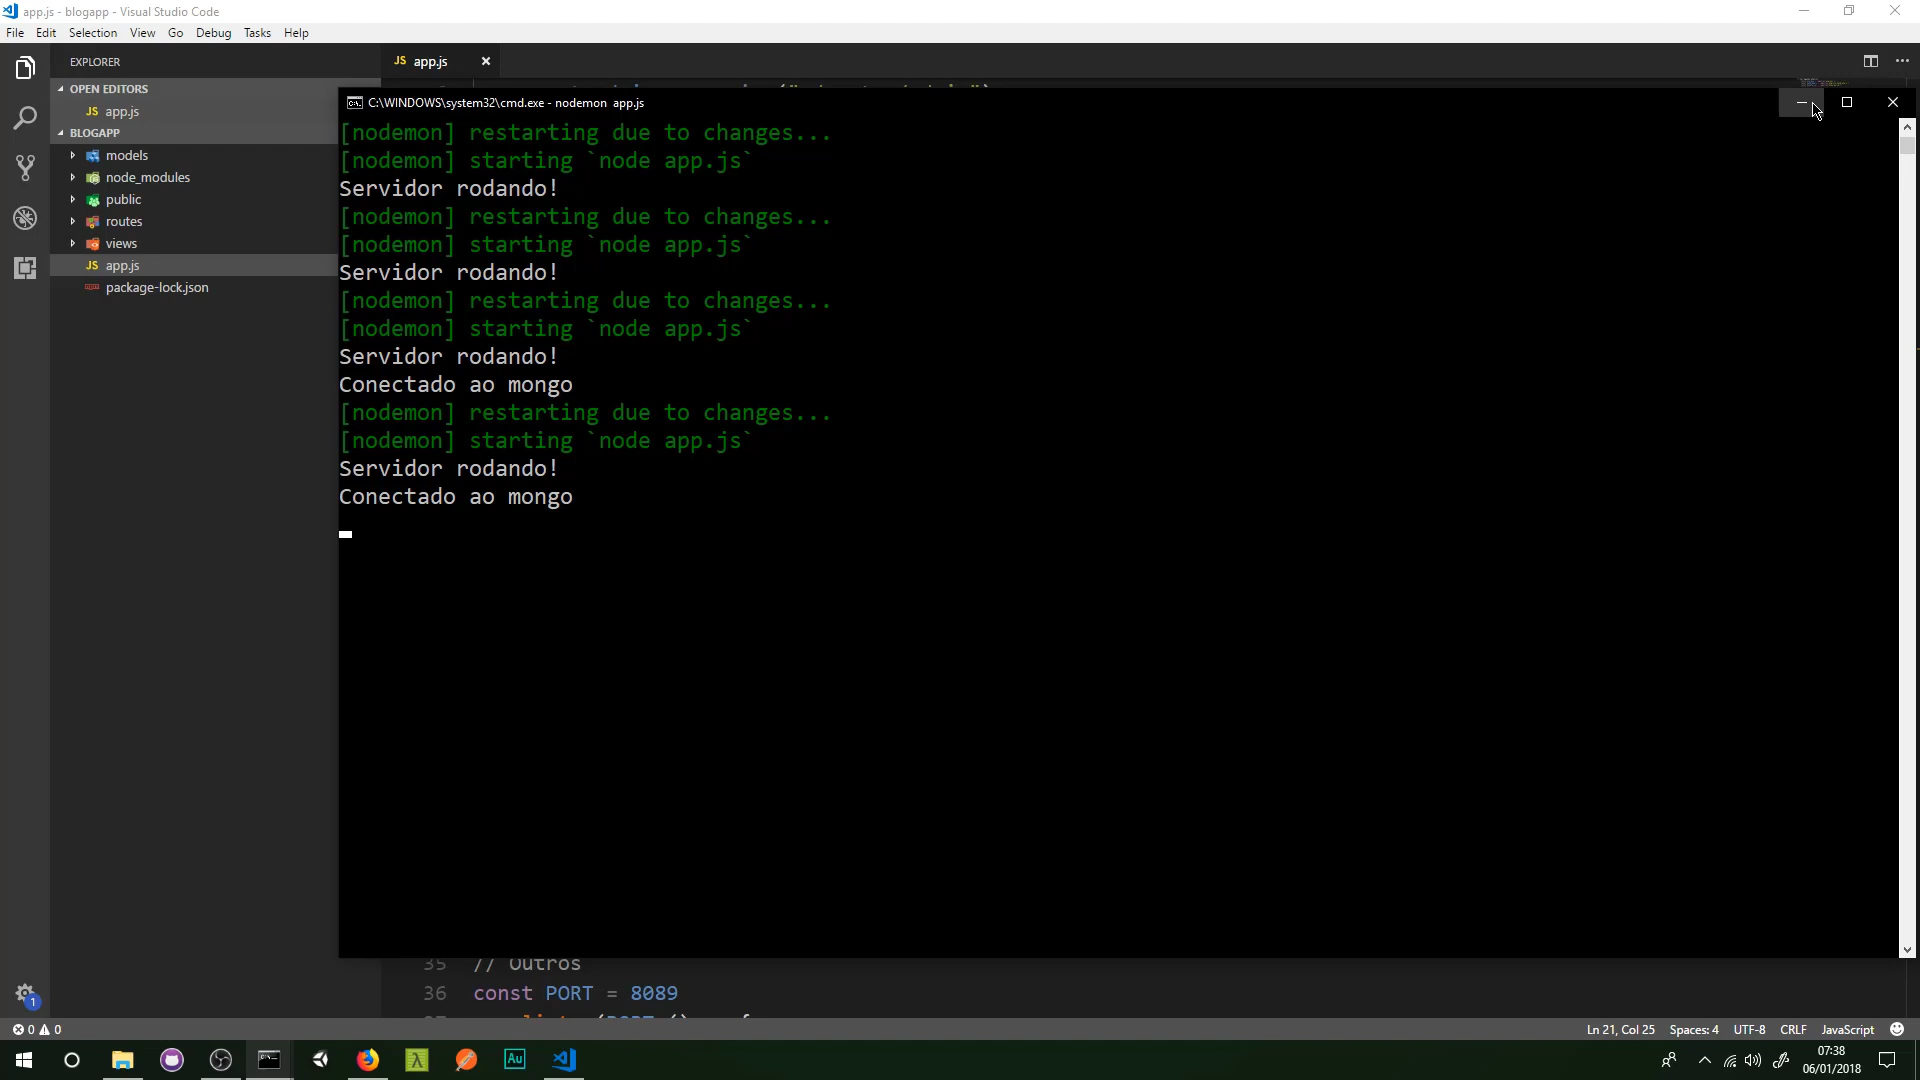 app.js - blogapp - Visual Studio Code
File Edit Selection View Go Debug Tasks Help
EXPLORER
JS app.js
OPEN EDITORS
JS app.js
BLOGAPP
models
node_modules
public
routes
views
JS app.js
package-lock.json
C:\WINDOWS\system32\cmd.exe - nodemon app.js
[nodemon] restarting due to changes...
[nodemon] starting `node app.js`
Servidor rodando!
[nodemon] restarting due to changes...
[nodemon] starting `node app.js`
Servidor rodando!
[nodemon] restarting due to changes...
[nodemon] starting `node app.js`
Servidor rodando!
Conectado ao mongo
[nodemon] restarting due to changes...
[nodemon] starting `node app.js`
Servidor rodando!
Conectado ao mongo
35 // Outros
36 const PORT = 8089
1
0 0
Ln 21, Col 25 Spaces: 4 UTF-8 CRLF JavaScript
Au
07:38
06/01/2018